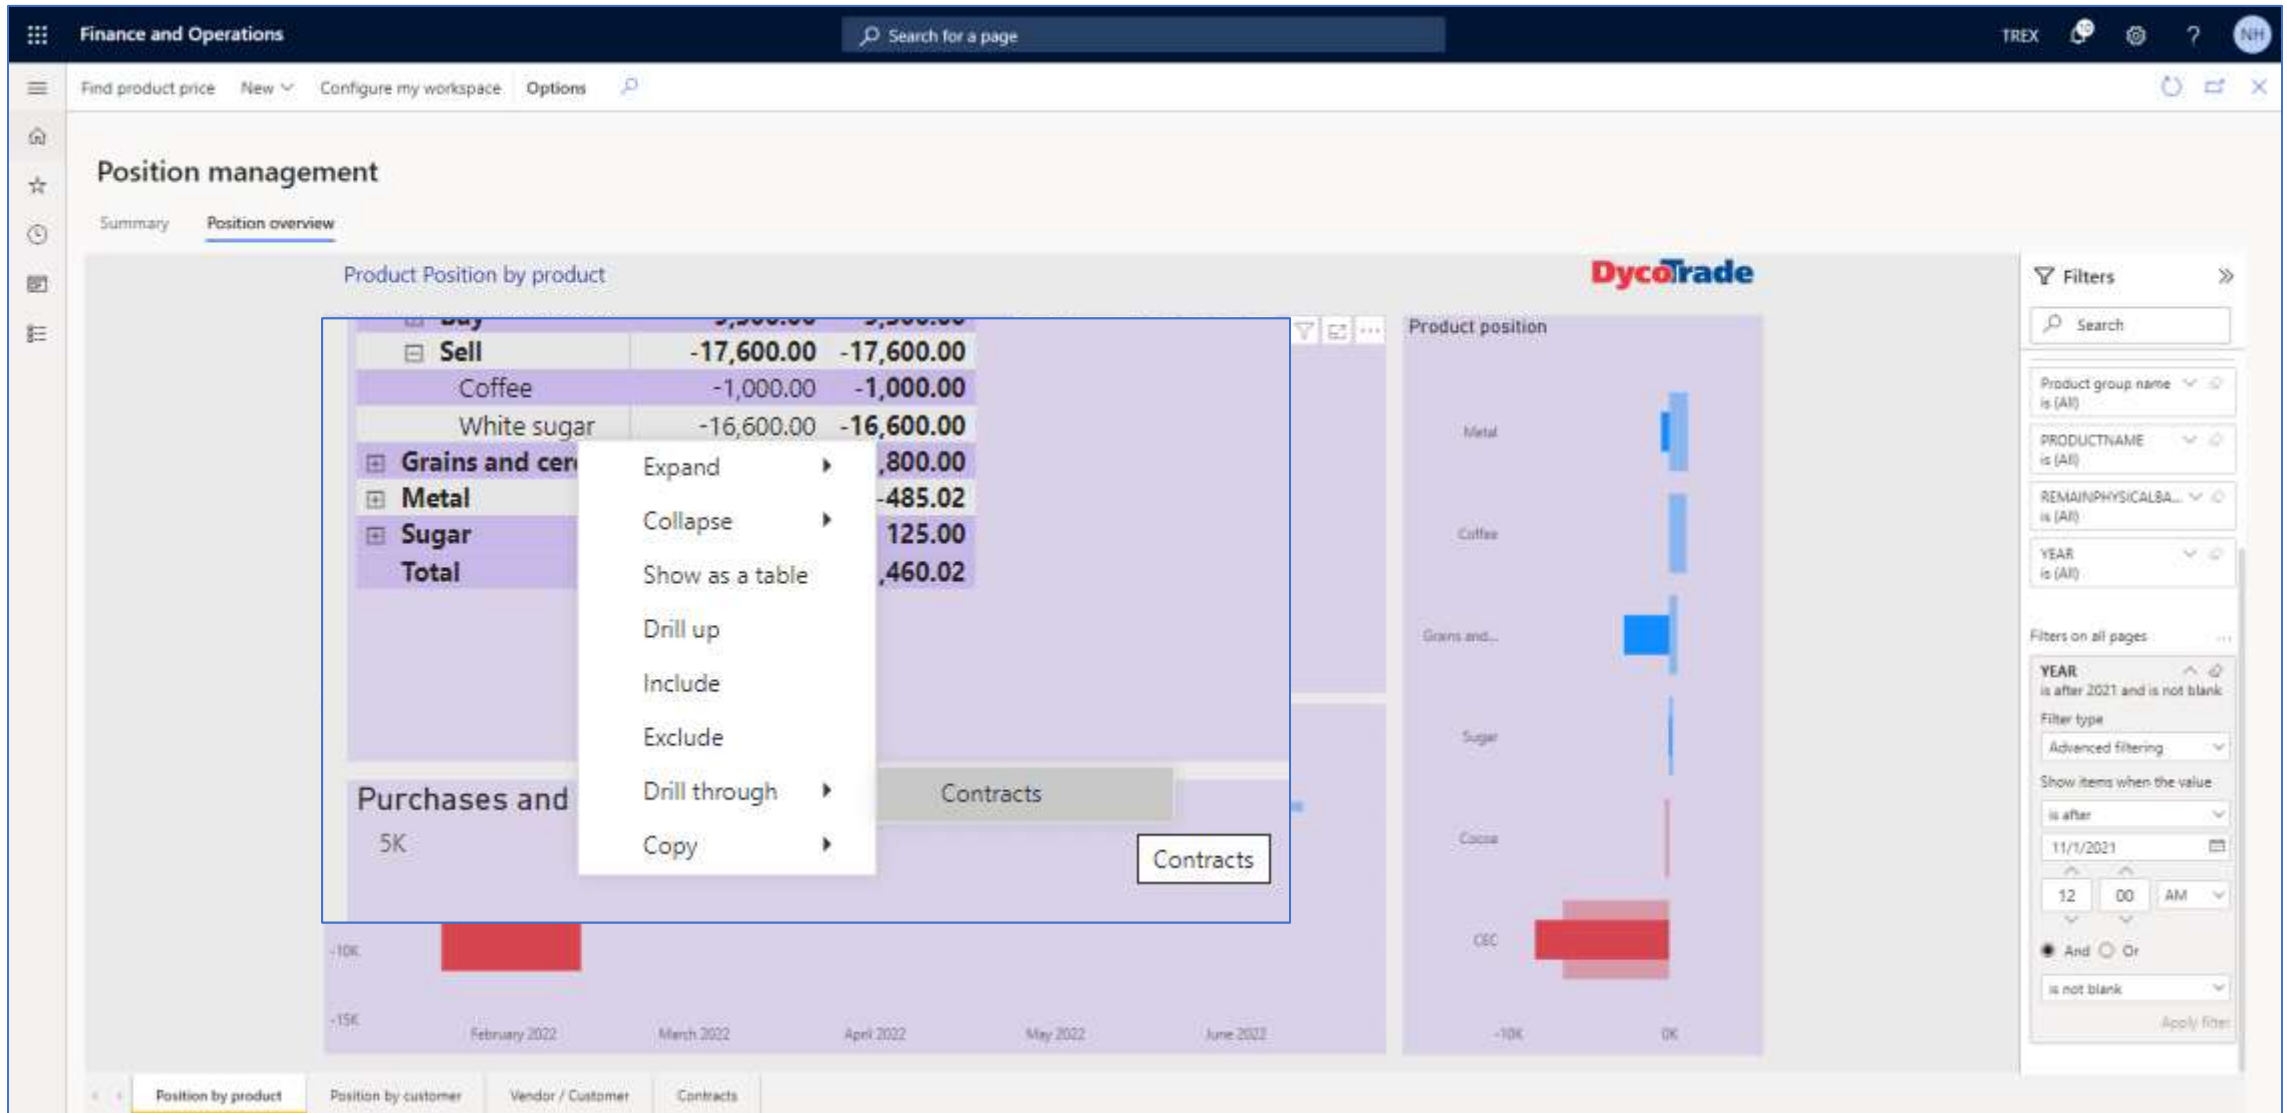 Finance and Operations
Search for a page
TREX
NH
Find product price New Configure my workspace Options
Position management
Summary Position overview
Product Position by product
DycoTrade
Buy
Sell -17,600.00 -17,600.00
Coffee -1,000.00 -1,000.00
White sugar -16,600.00 -16,600.00
Grains and cer ,800.00
Metal -485.02
Sugar 125.00
Total ,460.02
Expand
Collapse
Show as a table
Drill up
Include
Exclude
Drill through
Copy
Contracts
Contracts
Purchases and
5K
-10K
-15K
February 2022 March 2022 April 2022 May 2022 June 2022
Product position
Metal
Coffee
Grains and...
Sugar
Cocoa
CEC
-10K 0K
Filters
Search
Product group name
is (All)
PRODUCTNAME
is (All)
REMAINPHYSICALBA...
is (All)
YEAR
is (All)
Filters on all pages
YEAR
is after 2021 and is not blank
Filter type
Advanced filtering
Show items when the value
is after
11/1/2021
12 00 AM
And Or
is not blank
Apply filter
Position by product Position by customer Vendor / Customer Contracts